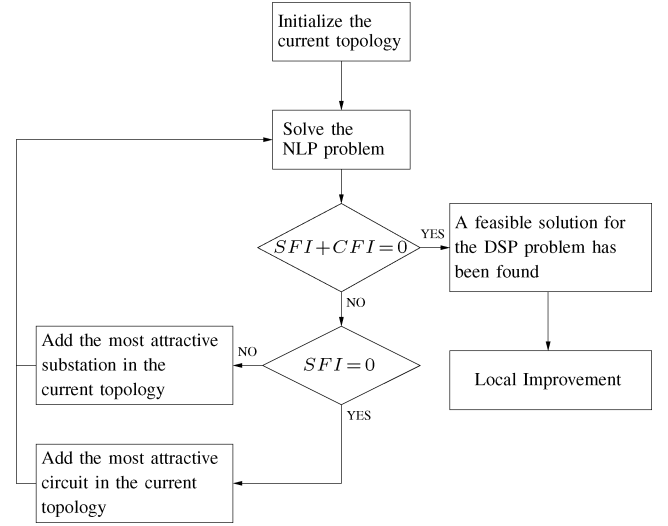 Initialize the
current topology
Solve the
NLP problem
SFI+CFI=0
YES
A feasible solution for
the DSP problem has
been found
NO
Add the most attractive
substation in the
current topology
NO
SFI=0
Local Improvement
YES
Add the most attractive
circuit in the current
topology